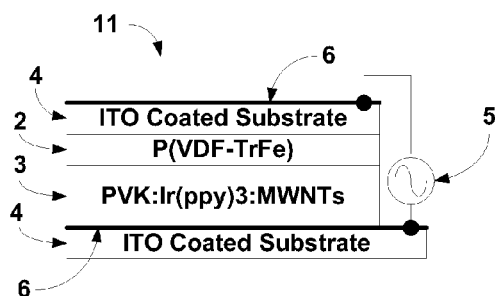 11
6
4
ITO Coated Substrate
2
P(VDF-TrFe)
5
3
PVK:Ir(ppy)3:MWNTs
4
ITO Coated Substrate
6